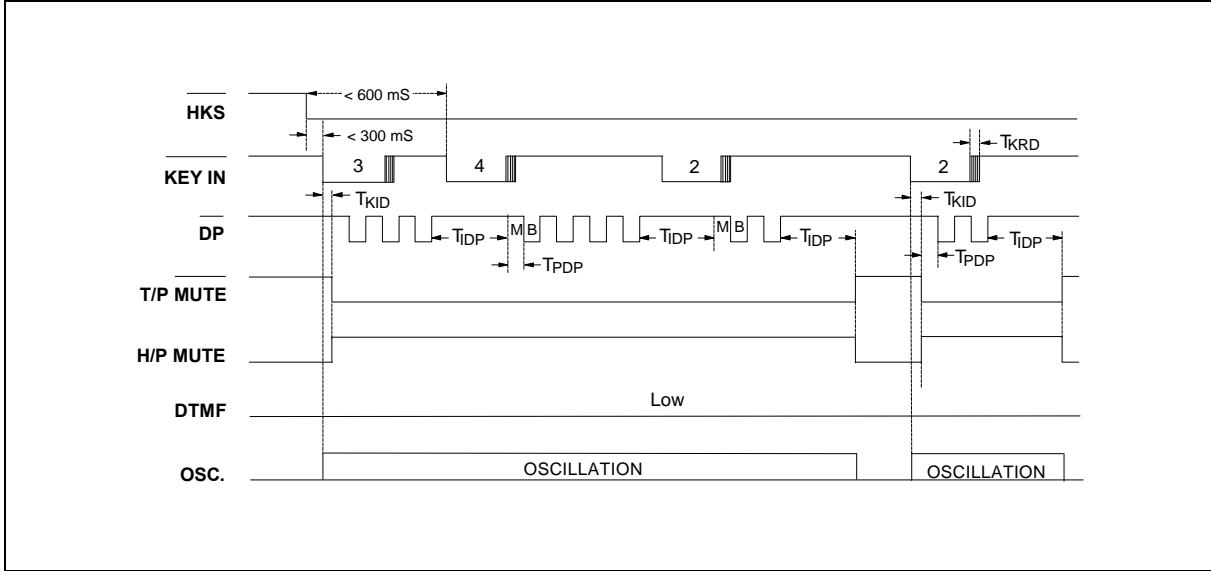 < 600 mS
HKS
< 300 mS
TKRD
KEY IN
3
4
2
2
TKID
TKID
DP
TIDP
M B
TIDP
M B
TIDP
TIDP
TPDP
TPDP
T/P MUTE
H/P MUTE
Low
DTMF
OSC.
OSCILLATION
OSCILLATION